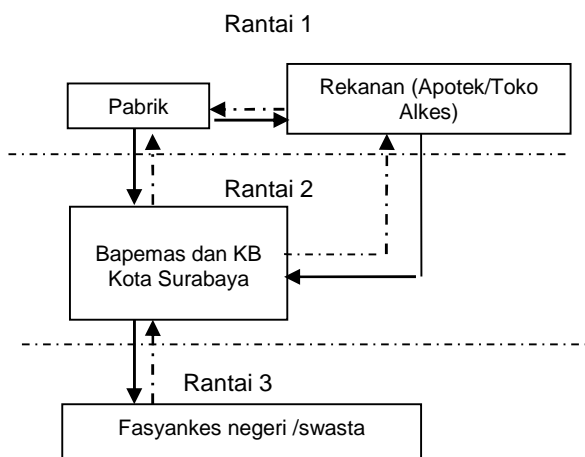 Rantai 1
Pabrik
Rekanan (Apotek/Toko
Alkes)
Rantai 2
Bapemas dan KB
Kota Surabaya
Rantai 3
Fasyankes negeri /swasta